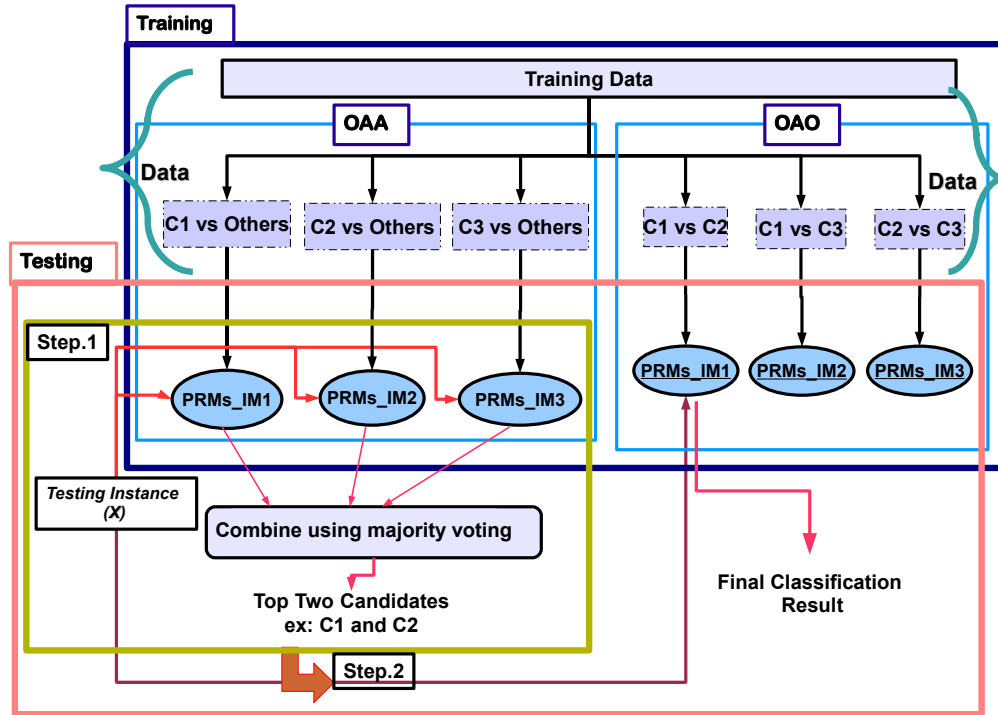 Training
Training Data
OAA
OAO
Data
Data
C1 vs Others
C2 vs Others
C3 vs Others
C1 vs C2
C1 vs C3
C2 vs C3
Testing
Step.1
PRMs_IM1
PRMs_IM2
PRMs_IM3
PRMs_IM1
PRMs_IM2
PRMs_IM3
Testing Instance
(X)
Combine using majority voting
Top Two Candidates
ex: C1 and C2
Final Classification
Result
Step.2